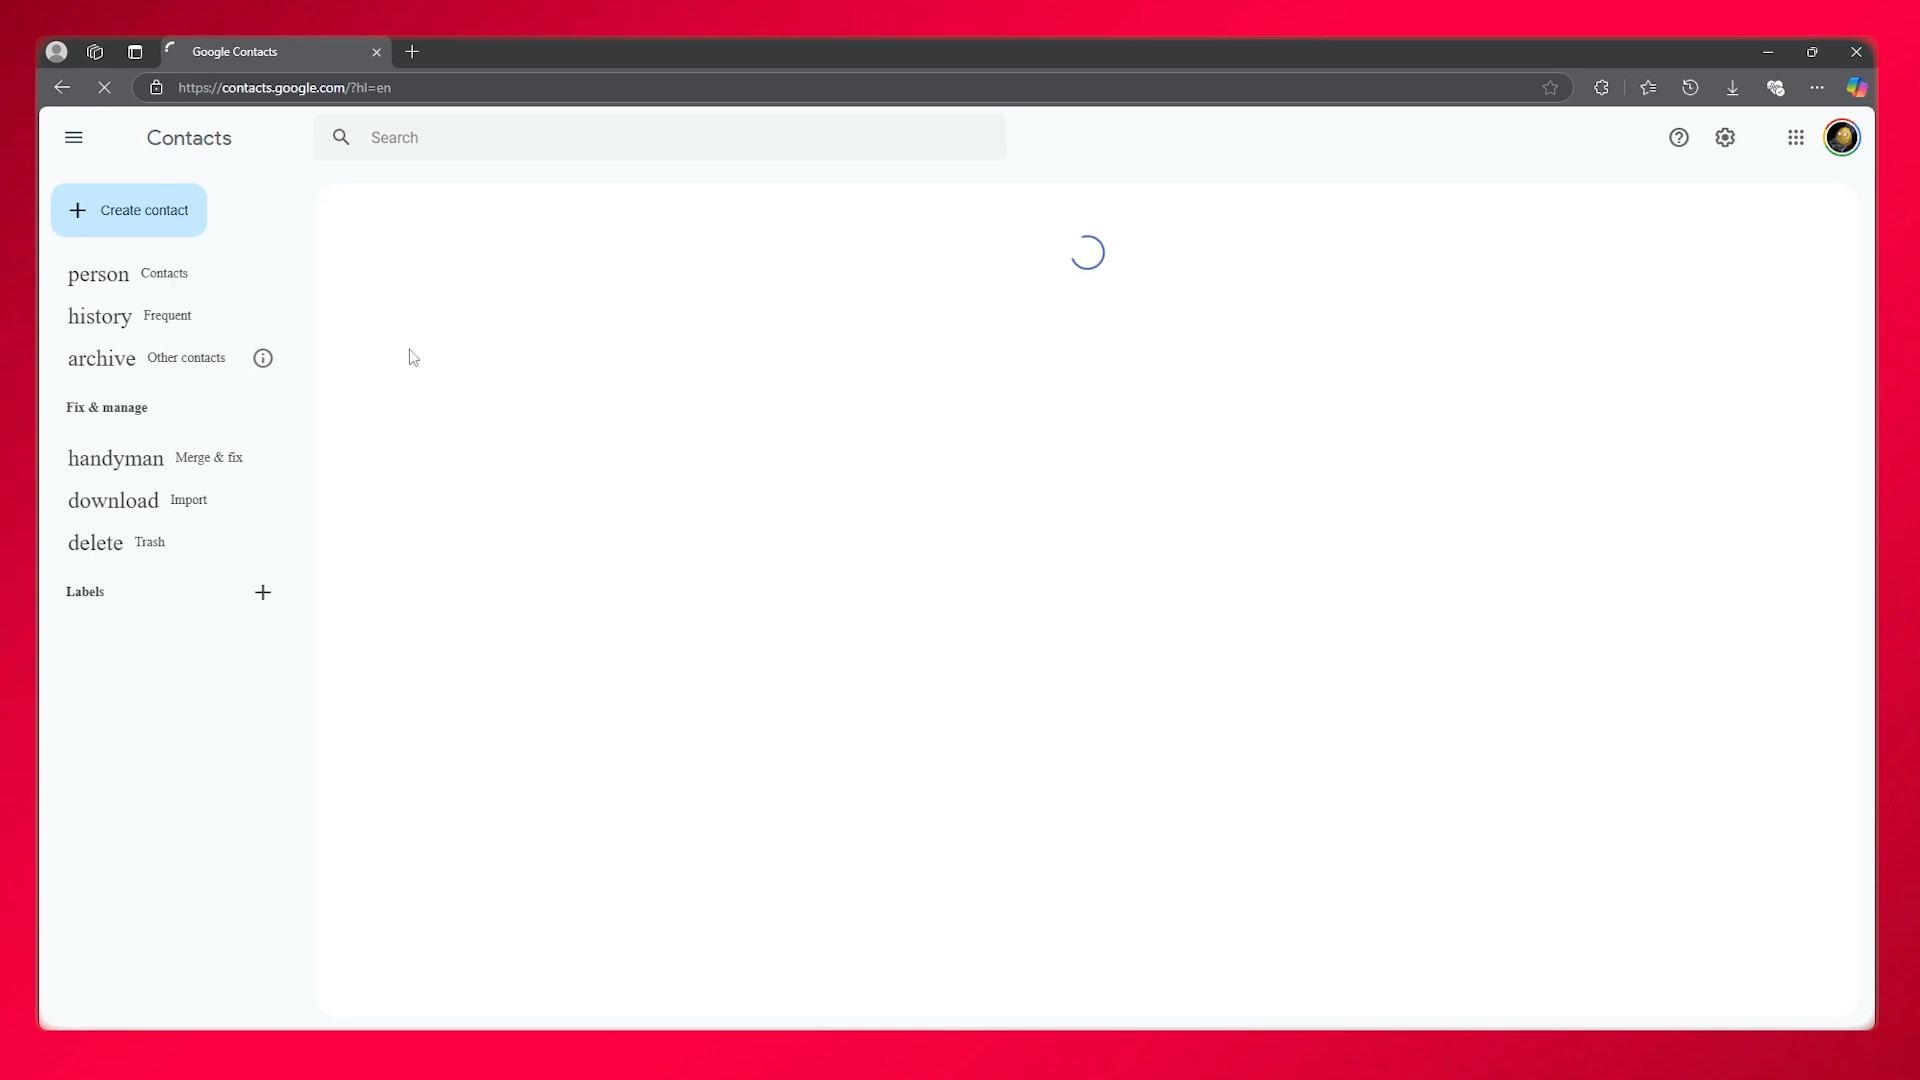 Google Contacts
https://contacts.google.com/?hl=en
Contacts
Search
Create contact
person Contacts
history Frequent
archive Other contacts
Fix & manage
handyman Merge & fix
download Import
delete Trash
Labels